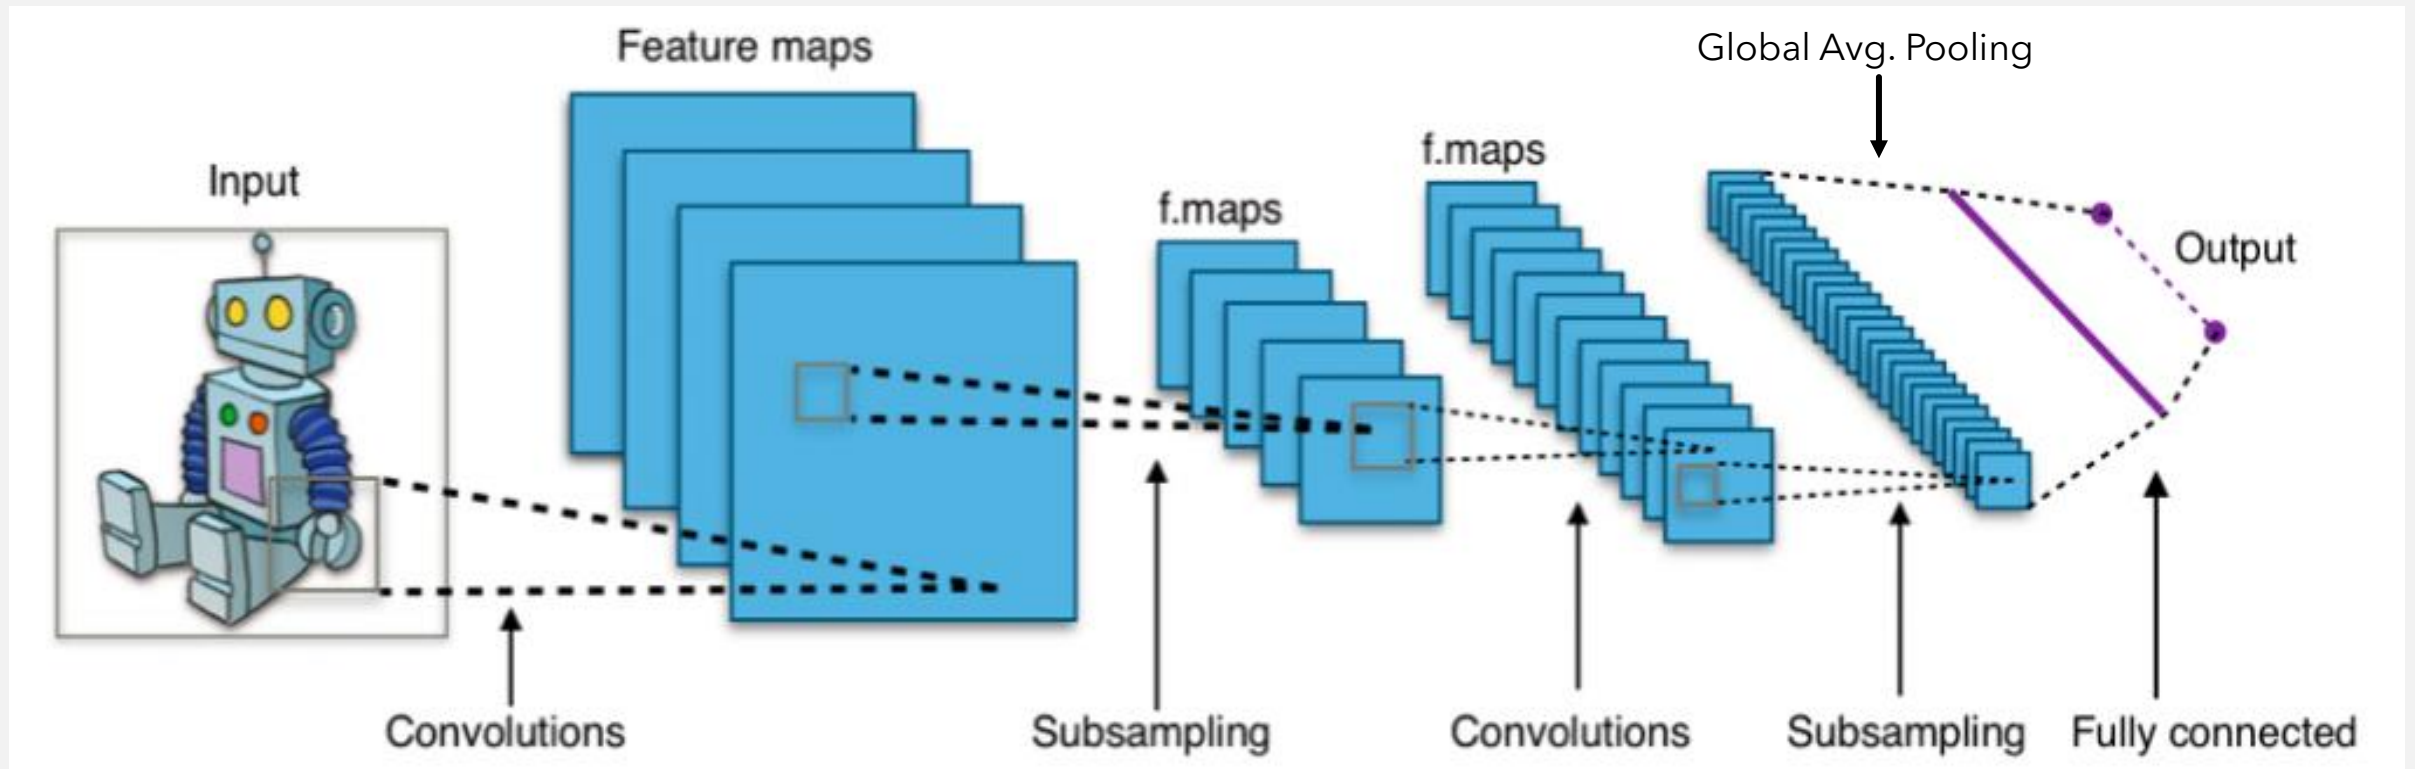 Feature maps
Global Avg. Pooling
f.maps
Input
f.maps
Output
Convolutions
Subsampling
Convolutions
Subsampling
Fully connected